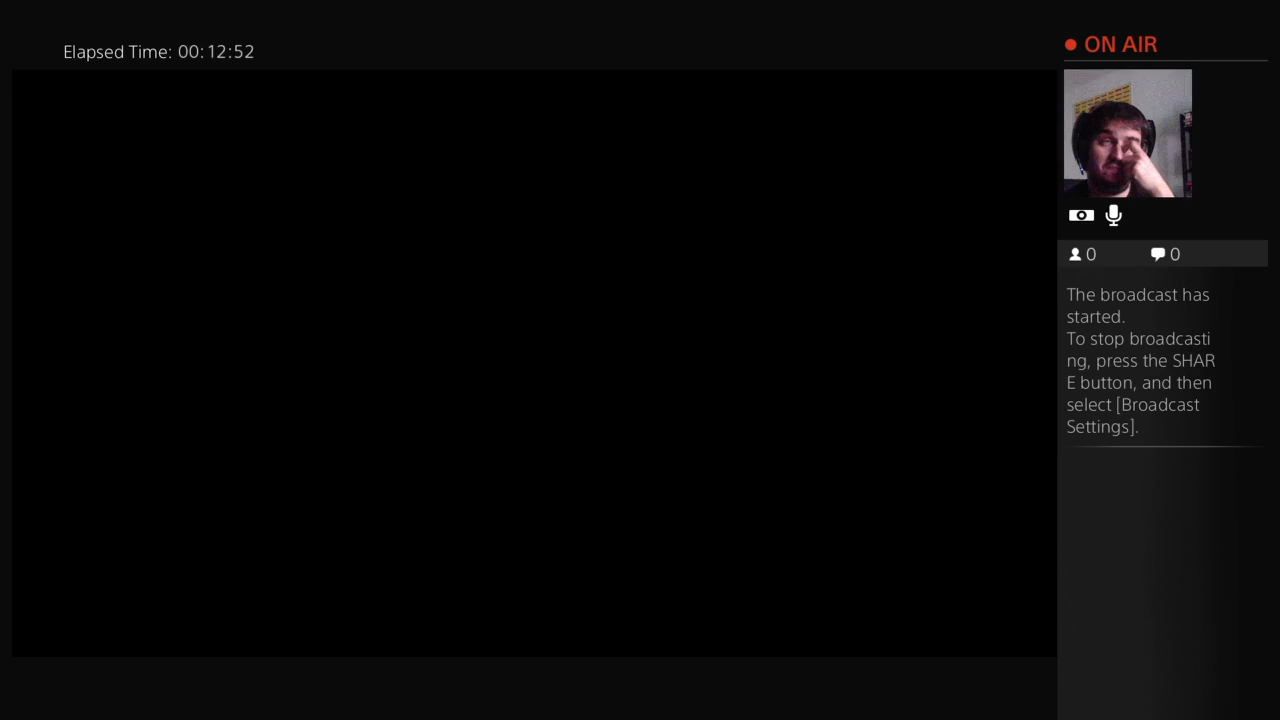 Elapsed Time: 00:12:52
ON AIR
0
0
The broadcast has
started.
To stop broadcasti
ng, press the SHAR
E button, and then
select [Broadcast
Settings].